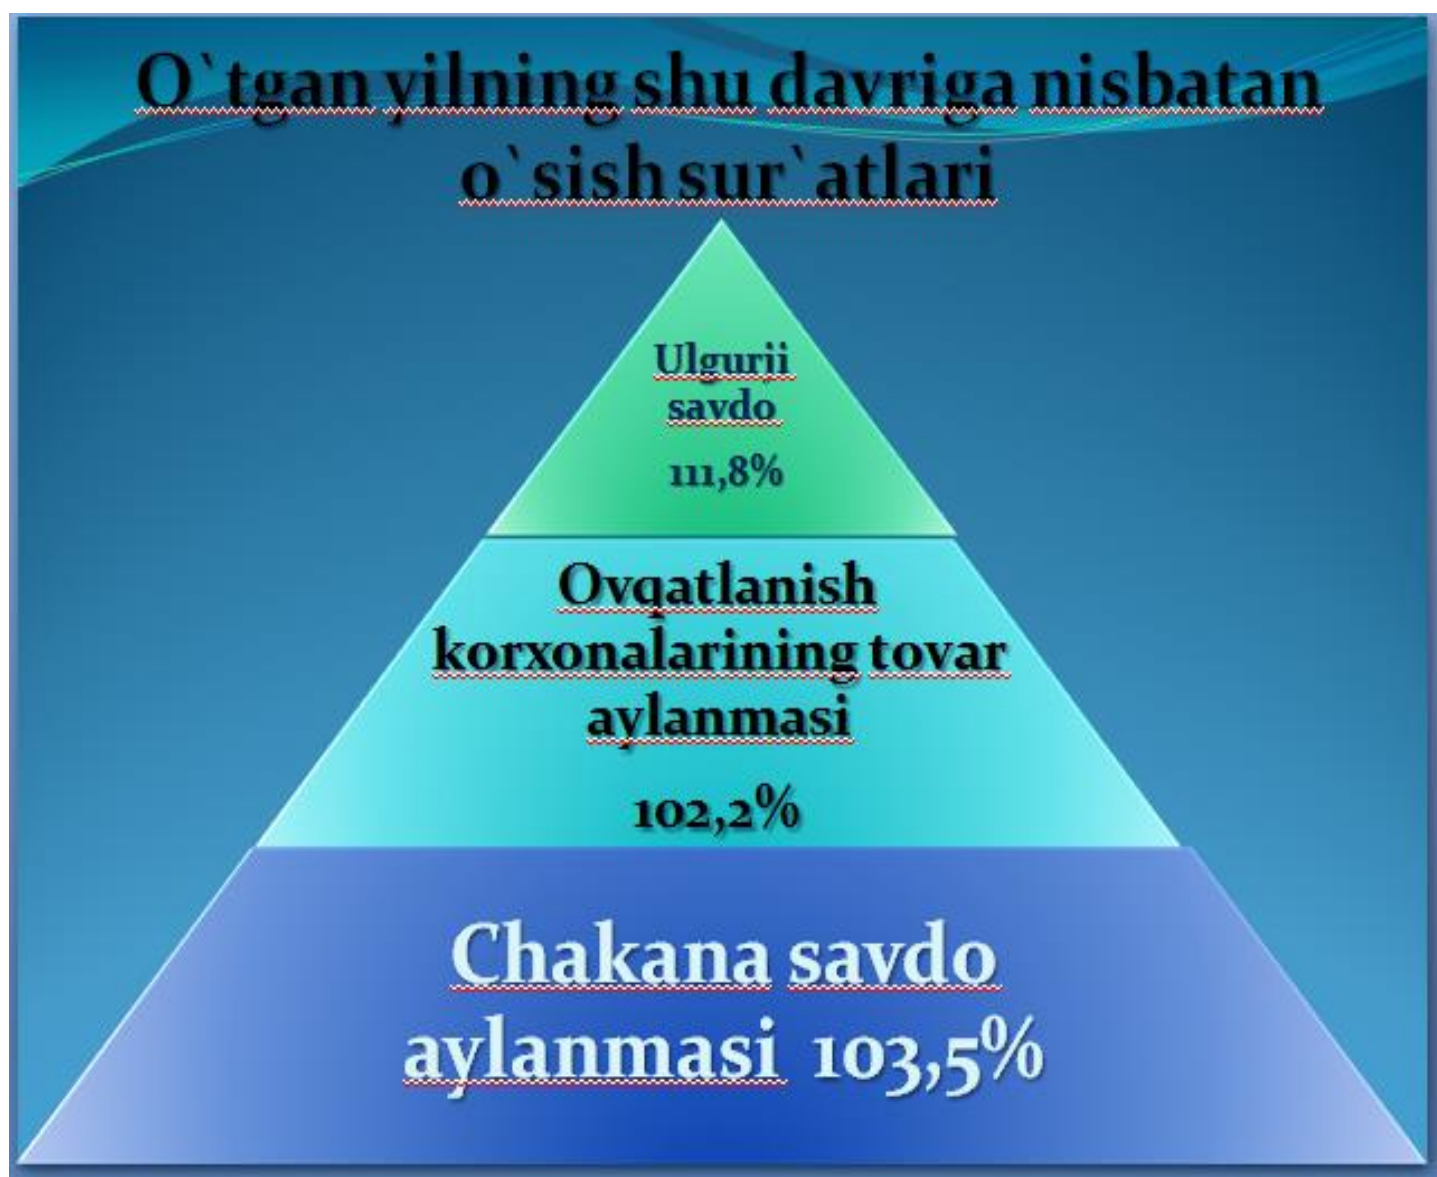 O`tgan yilning shu davriga nisbatan
o`sish sur`atlari
Ulgurji
savdo
111,8%
Ovqatlanish
korxonalarining tovar
aylanmasi
102,2%
Chakana savdo
aylanmasi 103,5%